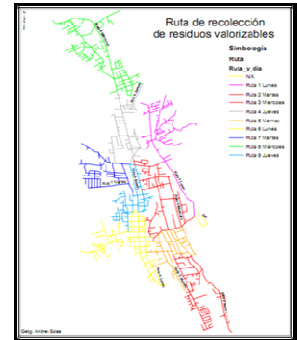 Ruta de recolección
de residuos valorizables
Simbología
Ruta
Ruta_y_día
N/A
Ruta 1 Lunes
Ruta 2 Martes
Ruta 3 Miercoles
Ruta 4 Jueves
Ruta 5 Viernes
Ruta 6 Lunes
Ruta 7 Martes
Ruta 8 Miercoles
Ruta 9 Jueves
Geóg. Andrei Solas